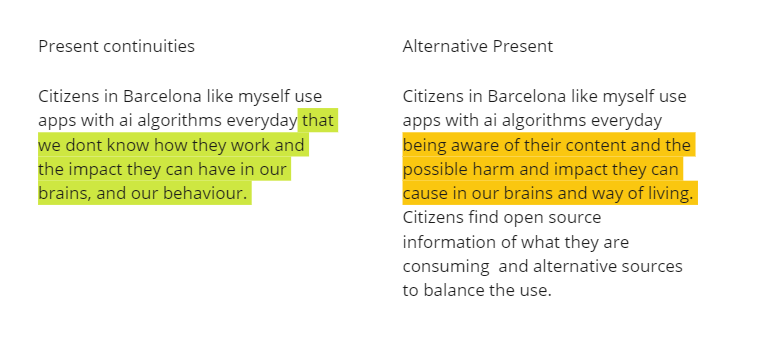 Present continuities
Citizens in Barcelona like myself use
apps with ai algorithms everyday that
we dont know how they work and
the impact they can have in our
brains, and our behaviour.
Alternative Present
Citizens in Barcelona like myself use
apps with ai algorithms everyday
being aware of their content and the
possible harm and impact they can
cause in our brains and way of living.
Citizens find open source
information of what they are
consuming  and alternative sources
to balance the use.